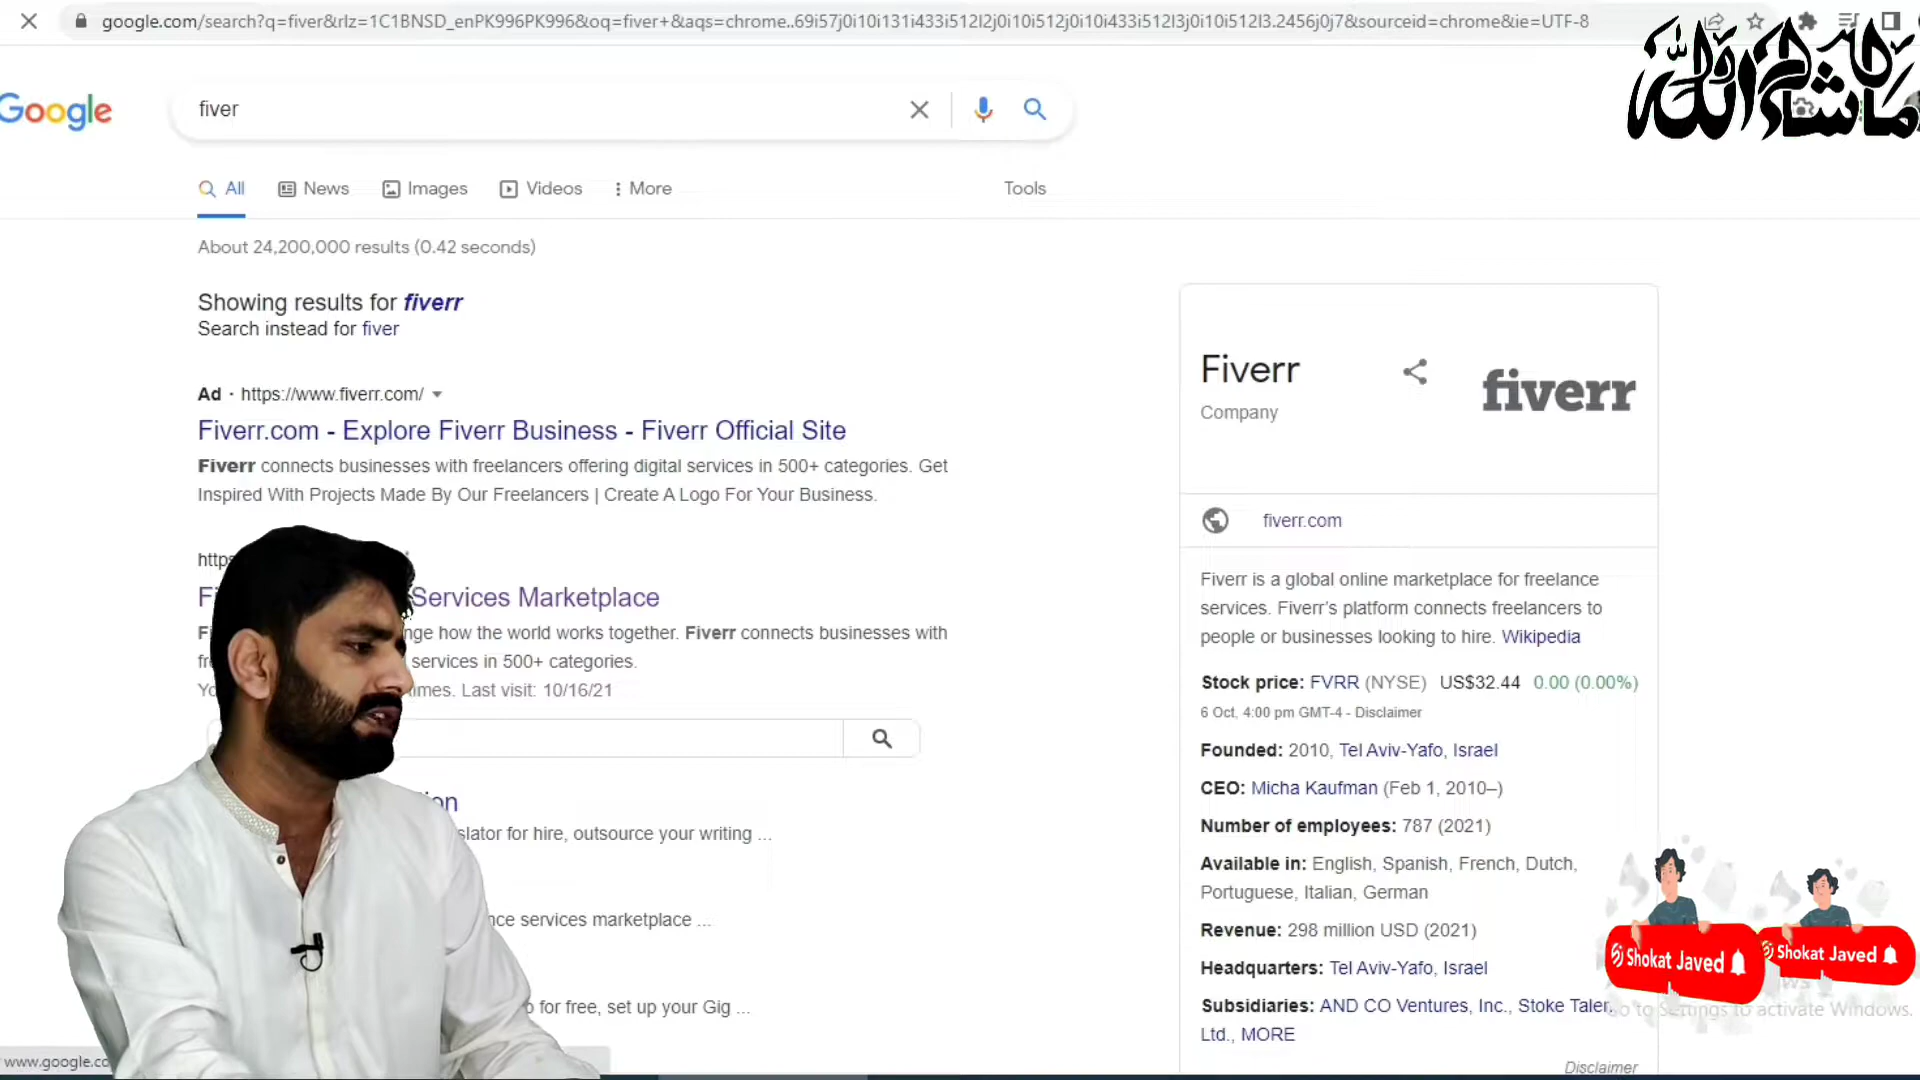 google.com/search?q=fiver&rlz=1C1BNSD_enPK996PK996&oq=fiver+&aqs=chrome..69i57j0i10i131i433i512l2j0i10i512j0i10i433i512l3j0i10i512l3.2456j0j7&sourceid=chrome&ie=UTF-8
ما شاء الله
Google
fiver
All News Images Videos More Tools
About 24,200,000 results (0.42 seconds)
Showing results for fiverr
Search instead for fiver
Ad · https://www.fiverr.com/
Fiverr.com - Explore Fiverr Business - Fiverr Official Site
Fiverr connects businesses with freelancers offering digital services in 500+ categories. Get
Inspired With Projects Made By Our Freelancers | Create A Logo For Your Business.
Services Marketplace
how the world works together. Fiverr connects businesses with
services in 500+ categories.
Last visit: 10/16/21
for hire, outsource your writing ...
services marketplace ...
for free, set up your Gig ...
Fiverr
Company
fiverr
fiverr.com
Fiverr is a global online marketplace for freelance
services. Fiverr's platform connects freelancers to
people or businesses looking to hire. Wikipedia
Stock price: FVRR (NYSE) US$32.44 0.00 (0.00%)
6 Oct, 4:00 pm GMT-4 - Disclaimer
Founded: 2010, Tel Aviv-Yafo, Israel
CEO: Micha Kaufman (Feb 1, 2010–)
Number of employees: 787 (2021)
Available in: English, Spanish, French, Dutch,
Portuguese, Italian, German
Revenue: 298 million USD (2021)
Headquarters: Tel Aviv-Yafo, Israel
Subsidiaries: AND CO Ventures, Inc., Stoke
Ltd., MORE
Disclaimer
Shokat Javed
Shokat Javed
to Settings to activate Windows.